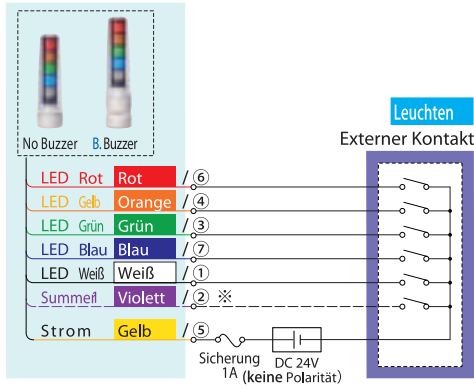 No Buzzer B. Buzzer
Leuchten
Externer Kontakt
LED Rot Rot / ⑥
LED Gelb Orange / ④
LED Grün Grün / ③
LED Blau Blau / ⑦
LED Weiß Weiß / ①
Summerl Violett / ② ※
Strom Gelb / ⑤
Sicherung
1A
DC 24V
(keine Polarität)